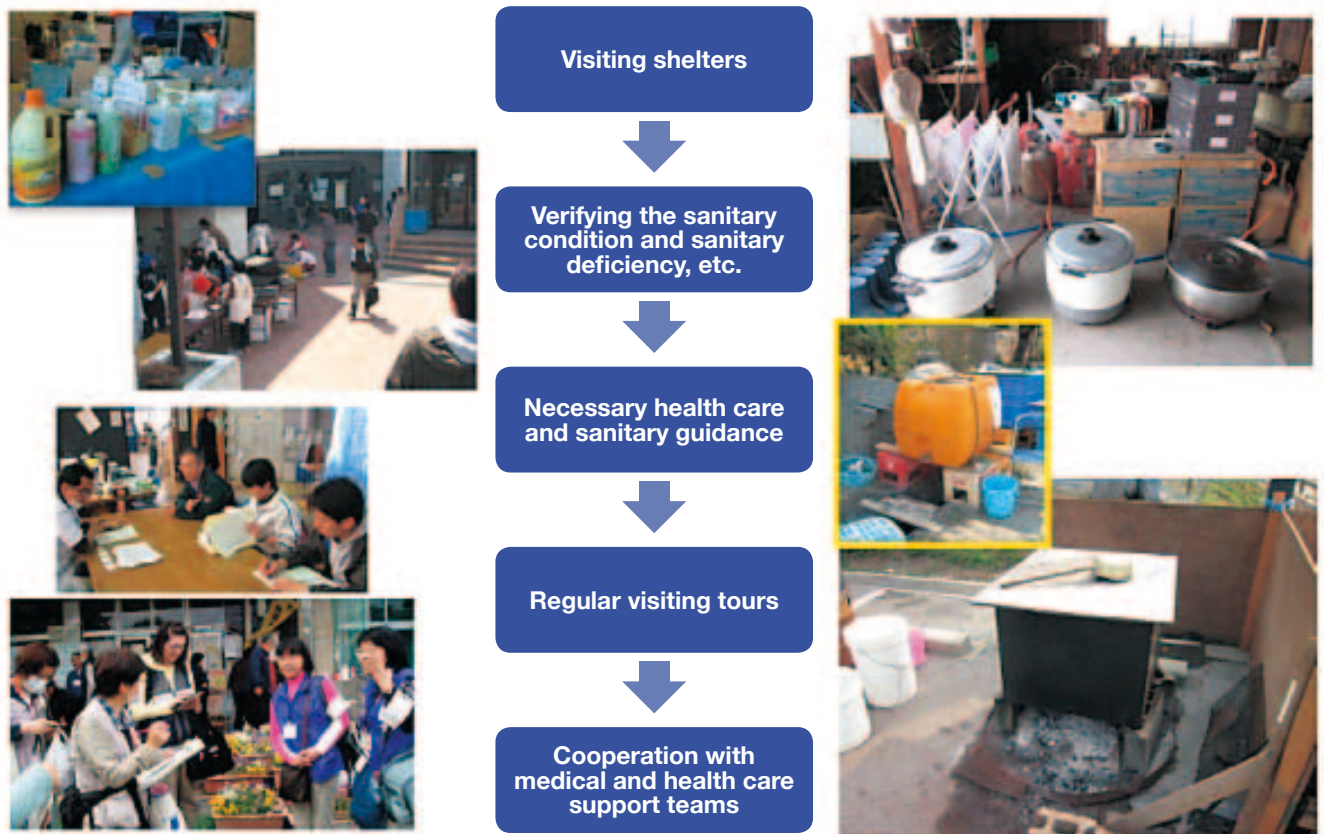 Visiting shelters
Verifying the sanitary
condition and sanitary
deficiency, etc.
Necessary health care
and sanitary guidance
Regular visiting tours
Cooperation with
medical and health care
support teams